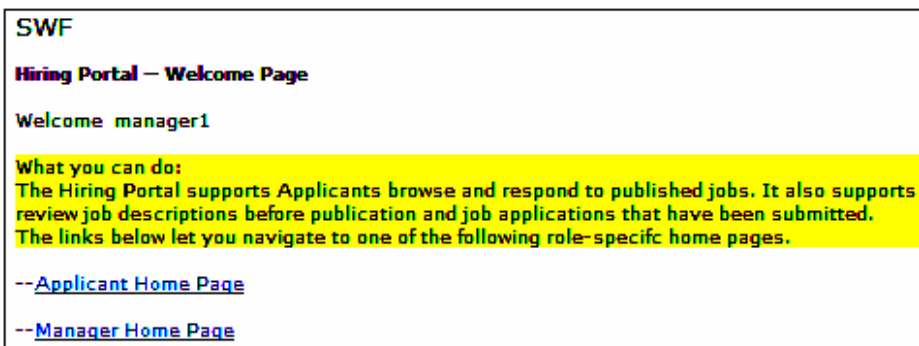 SWF
Hiring Portal – Welcome Page
Welcome manager1
What you can do:
The Hiring Portal supports Applicants browse and respond to published jobs. It also supports
review job descriptions before publication and job applications that have been submitted.
The links below let you navigate to one of the following role-specifc home pages.
--Applicant Home Page
--Manager Home Page